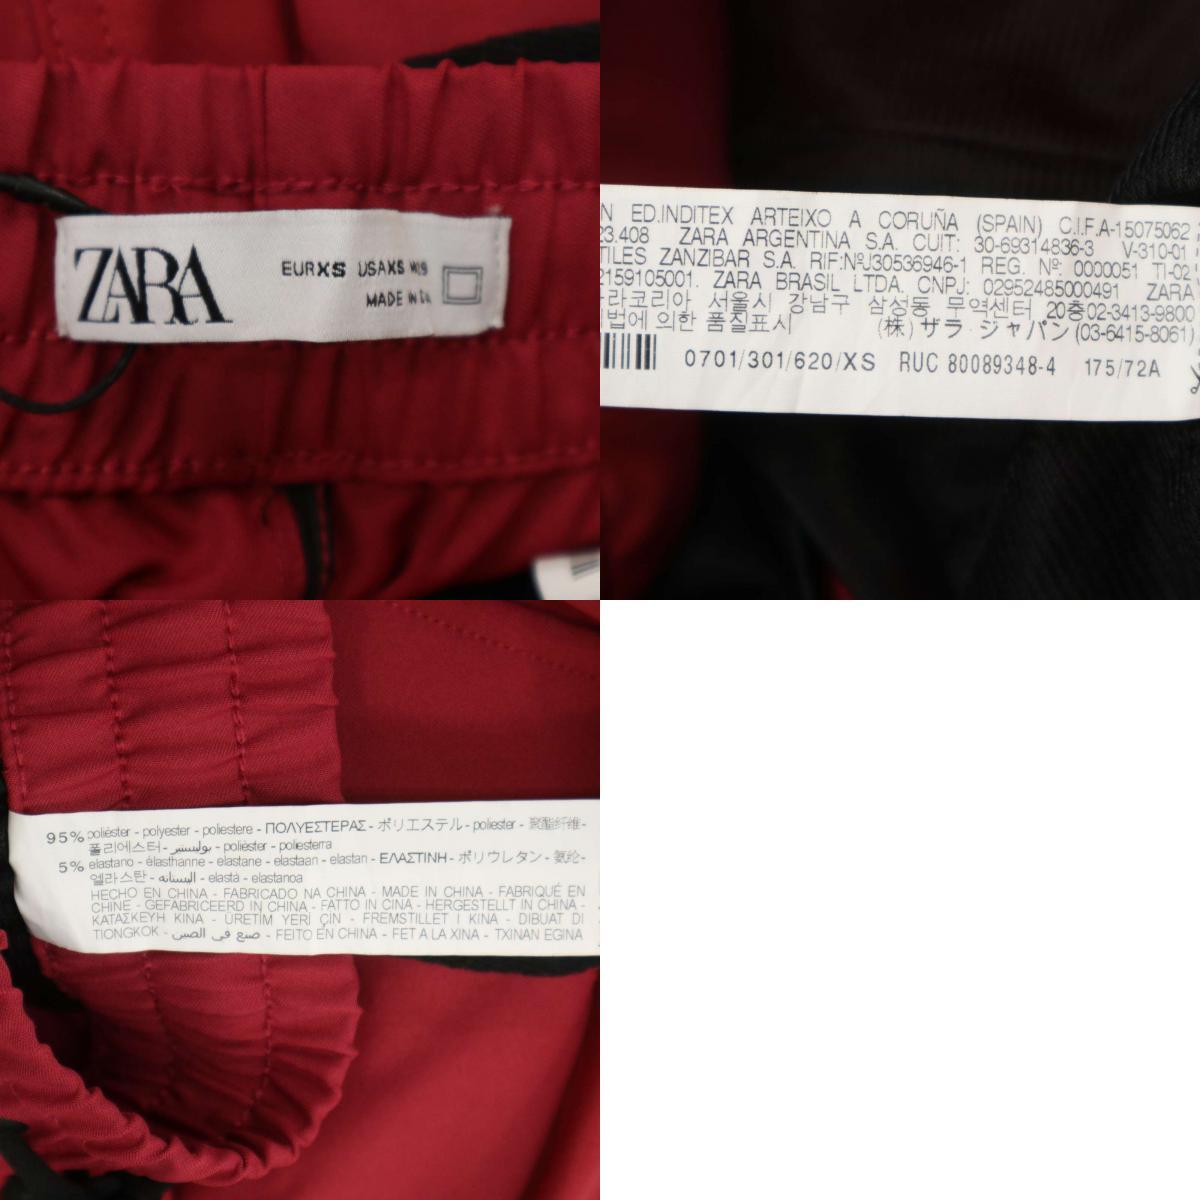 ZARA
EUR XS USA XS
MADE IN
N ED.INDITEX ARTEIXO A CORUÑA (SPAIN) C.I.F.A-15075062
23.408 ZARA ARGENTINA S.A. CUIT: 30-69314836-3 V-310-01
TILES ZANZIBAR S.A. RIF:NºJ30536946-1 REG. Nº: 0000051 TI-02
2159105001. ZARA BRASIL LTDA. CNPJ: 02952485000491 ZARA
라코리아 서울시 강남구 삼성동 무역센터 20층02-3413-9800
법에 의한 품질표시 (株) ザラ・ジャパン (03-6415-8061)
0701/301/620/XS RUC 80089348-4 175/72A
95% poliéster - polyester - poliestere - ΠΟΛΥΕΣΤΕΡΑΣ - ポリエステル - poliester - 聚酯纤维 -
폴리에스터 - بوليستير - polièster - poliesterra
5% elastano - élasthanne - elastane - elastaan - elastan - ΕΛΑΣΤΙΝΗ - ポリウレタン - 氨纶 -
엘라스탄 - اليستانه - elastà - elastanoa
HECHO EN CHINA - FABRICADO NA CHINA - MADE IN CHINA - FABRIQUÉ EN
CHINE - GEFABRICEERD IN CHINA - FATTO IN CINA - HERGESTELLT IN CHINA -
ΚΑΤΑΣΚΕΥΗ ΚΙΝΑ - ÜRETİM YERİ ÇİN - FREMSTILLET I KINA - DIBUAT DI
TIONGKOK - صنع في الصين - FEITO EN CHINA - FET A LA XINA - TXINAN EGINA